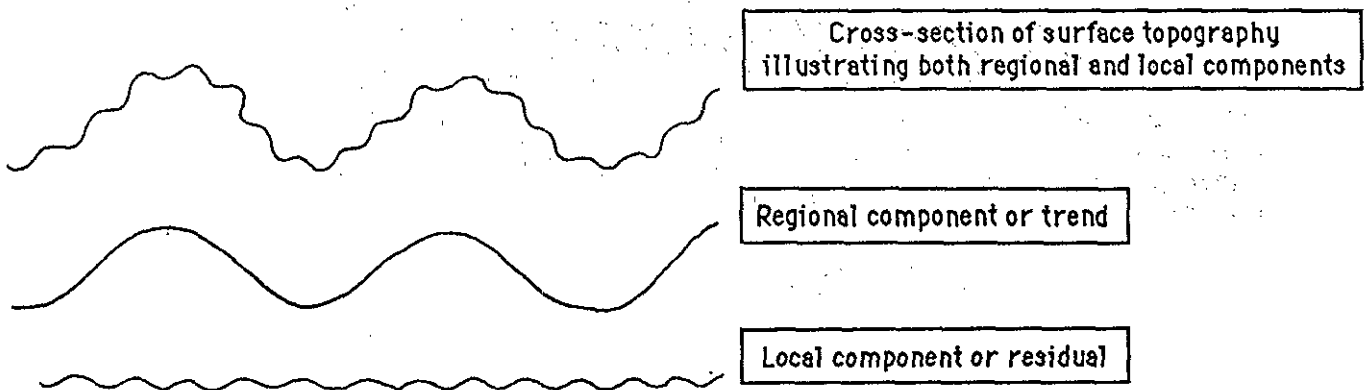 Cross-section of surface topography
illustrating both regional and local components
Regional component or trend
Local component or residual